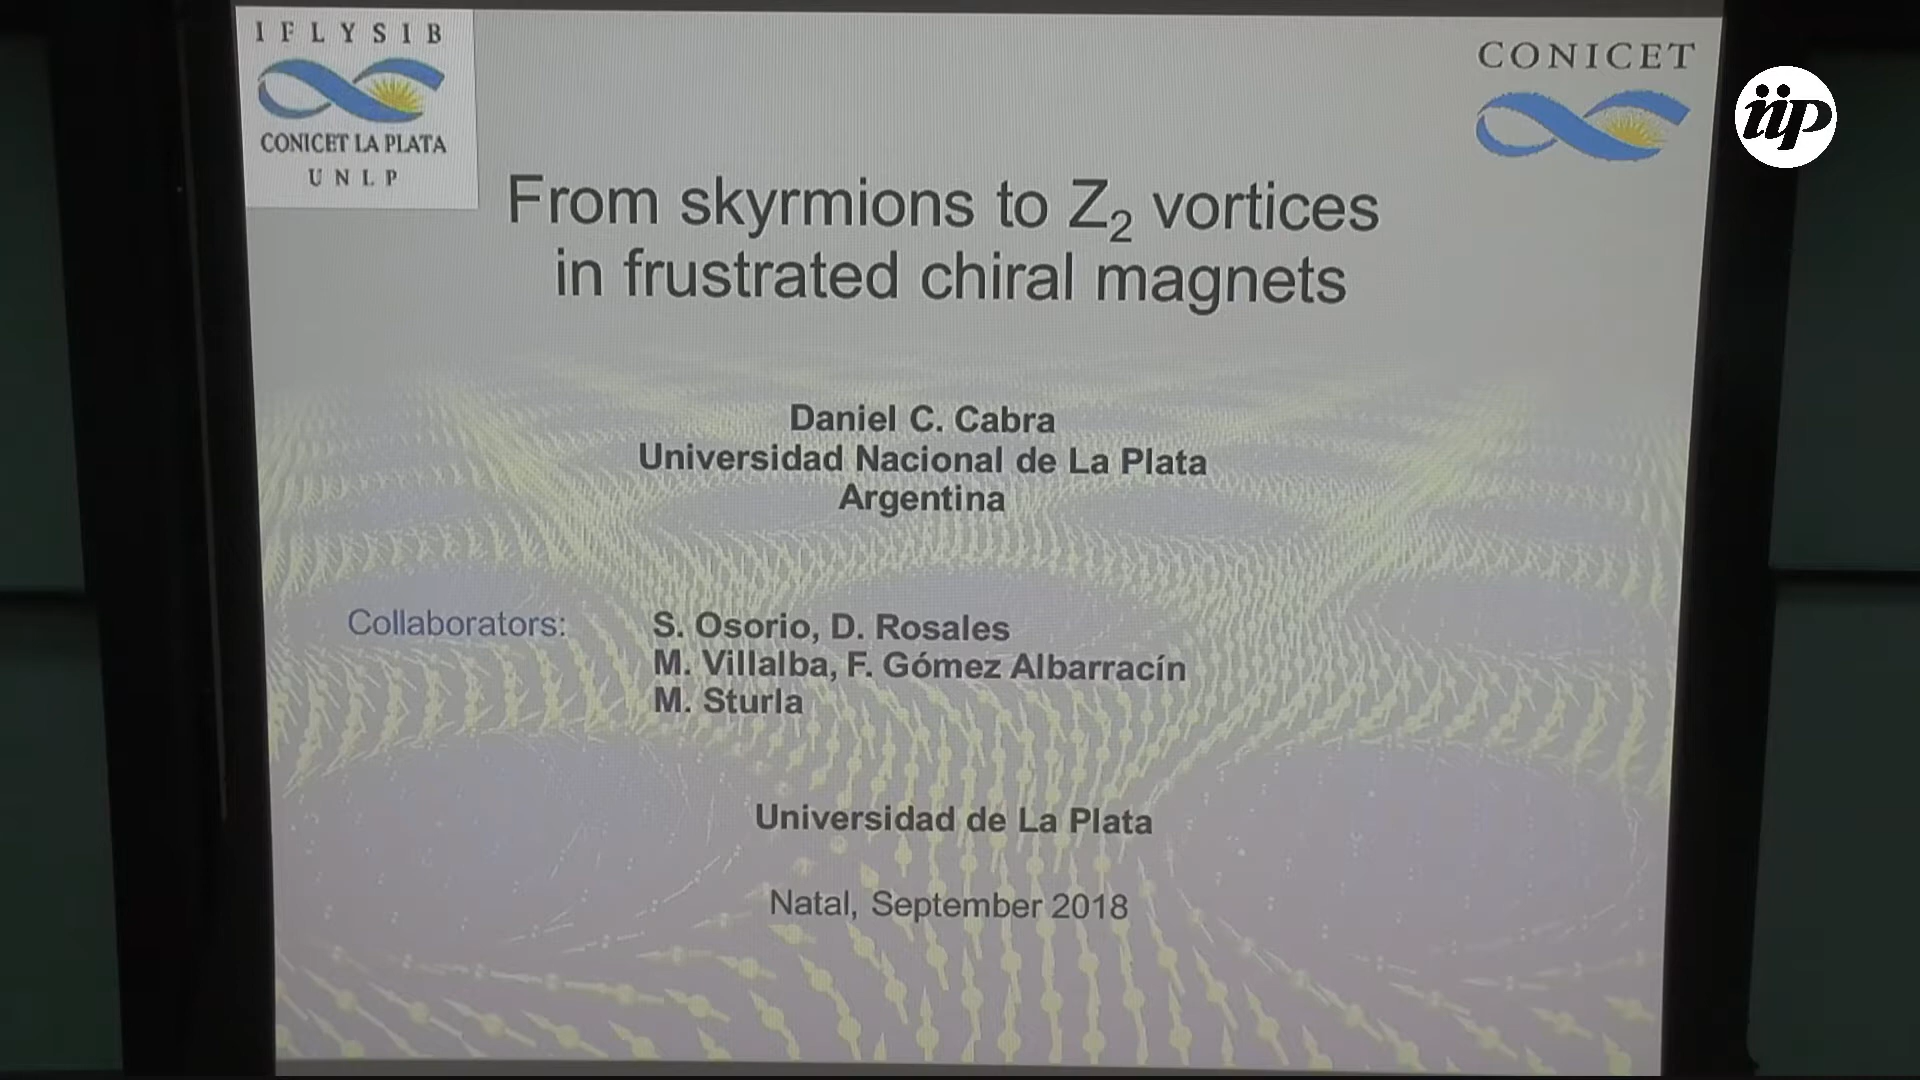 I F L Y S I B
CONICET LA PLATA
U N L P
CONICET
iip
From skyrmions to Z₂ vortices
in frustrated chiral magnets
Daniel C. Cabra
Universidad Nacional de La Plata
Argentina
Collaborators:
S. Osorio, D. Rosales
M. Villalba, F. Gómez Albarracín
M. Sturla
Universidad de La Plata
Natal, September 2018